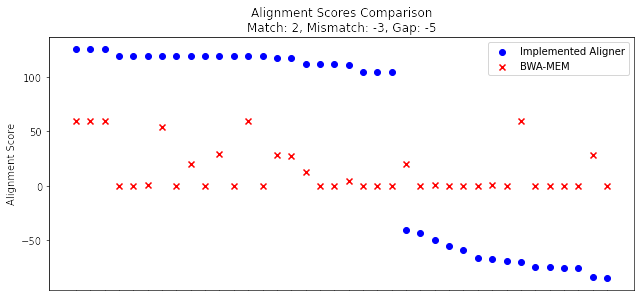 Alignment Scores Comparison
Match: 2, Mismatch: -3, Gap: -5
Implemented Aligner
BWA-MEM
Alignment Score
100
50
0
−50